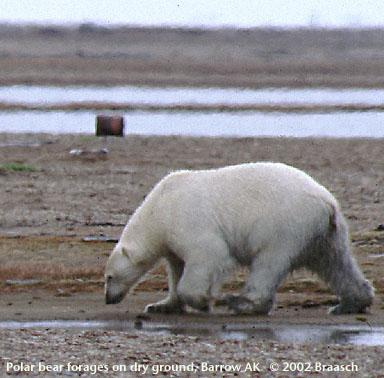 Polar bear forages on dry ground, Barrow AK © 2002 Braasch